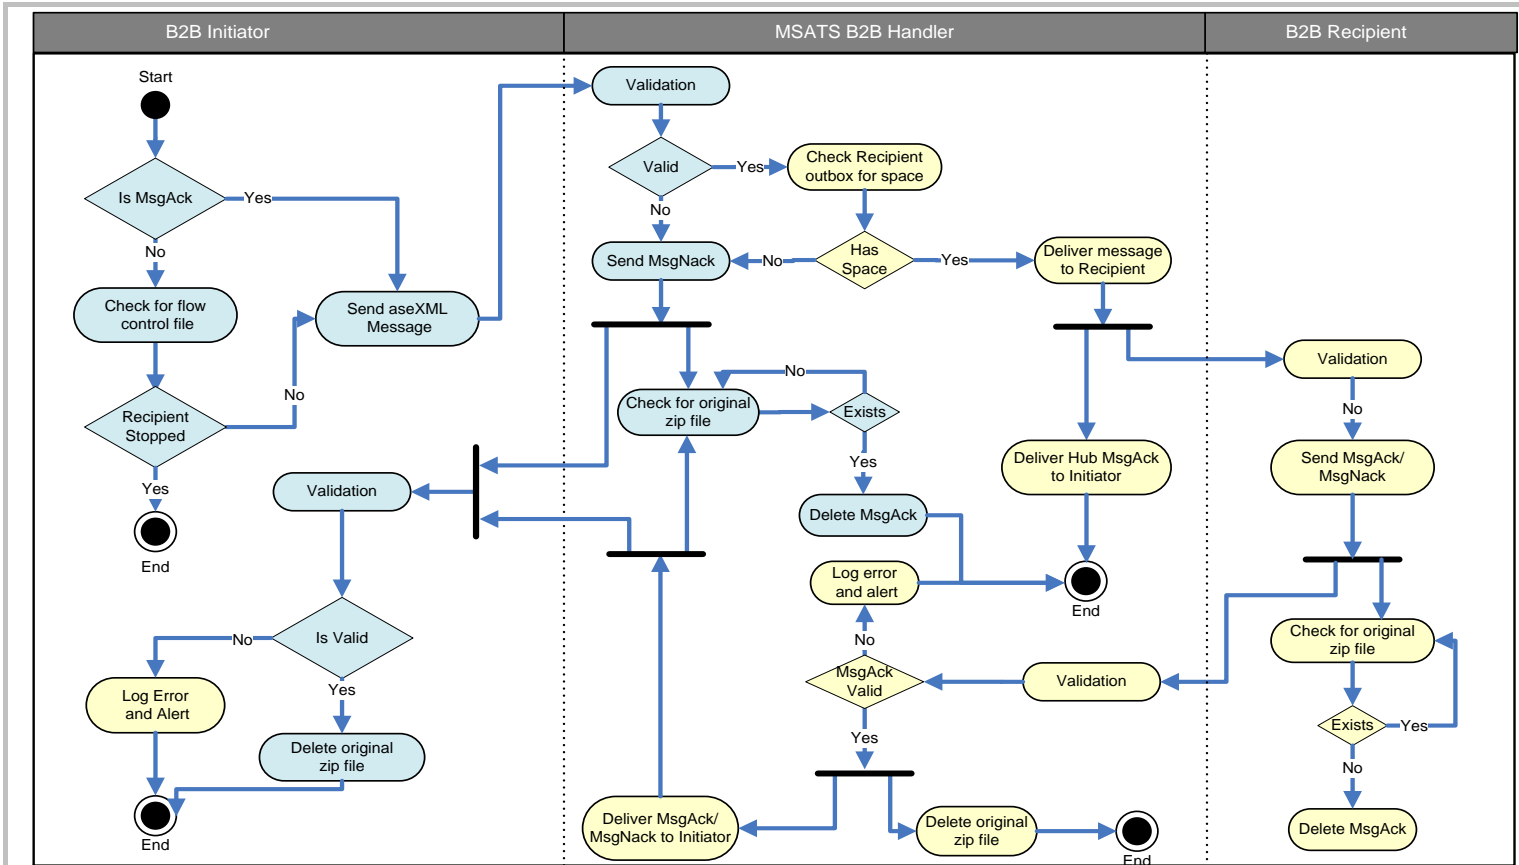 B2B Initiator
MSATS B2B Handler
B2B Recipient
Start
Is MsgAck
Yes
No
Check for flow
control file
Recipient
Stopped
No
Yes
End
Send aseXML
Message
Validation
Is Valid
No
Yes
Log Error
and Alert
Delete original
zip file
End
Validation
Valid
Yes
No
Check Recipient
outbox for space
Has
Space
No
Yes
Send MsgNack
Deliver message
to Recipient
Check for original
zip file
No
Exists
Yes
Delete MsgAck
Deliver Hub MsgAck
to Initiator
Log error
and alert
End
No
MsgAck
Valid
Validation
Yes
Deliver MsgAck/
MsgNack to Initiator
Delete original
zip file
End
Validation
No
Send MsgAck/
MsgNack
Check for original
zip file
Exists
Yes
No
Delete MsgAck